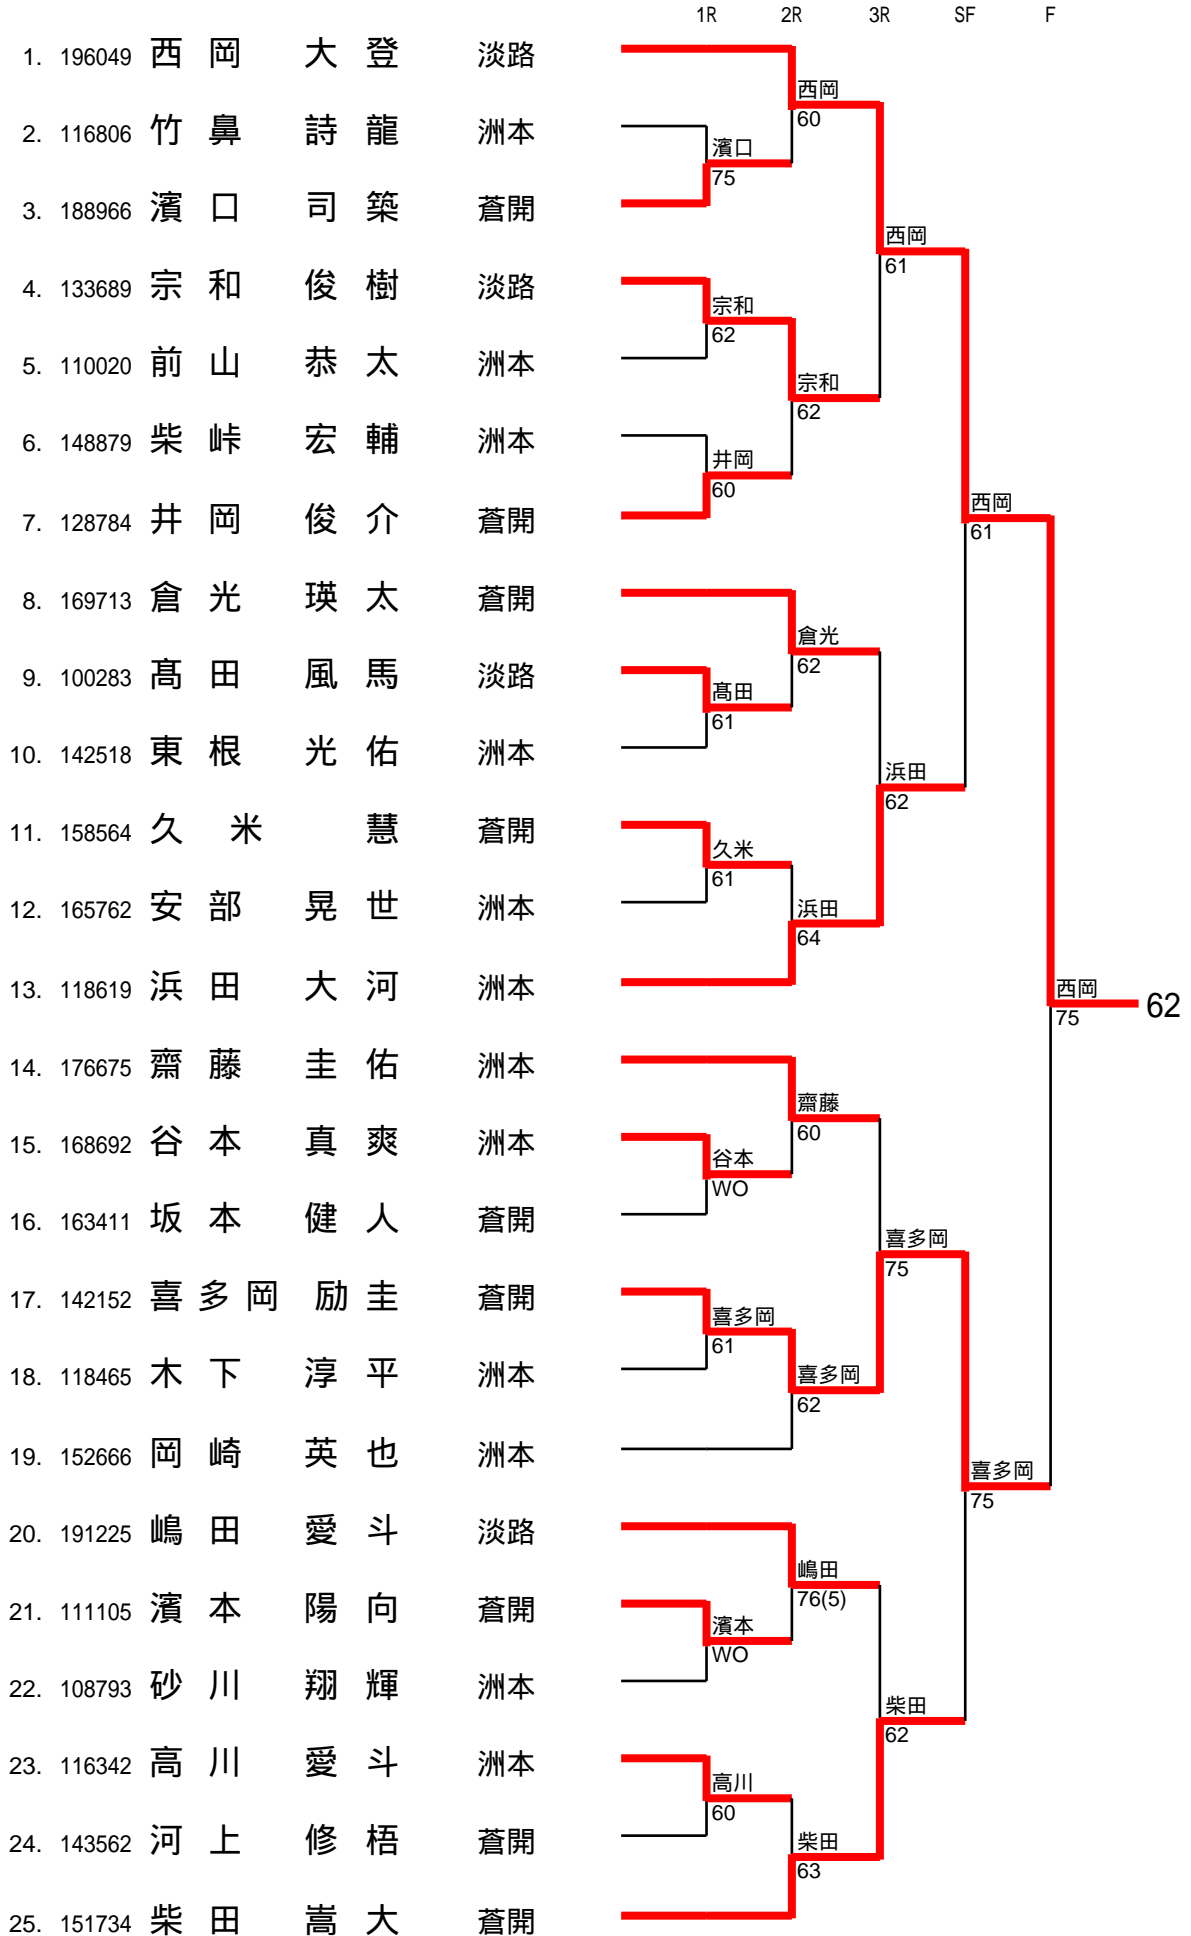 1R 2R 3R SF F
1. 196049 西岡 大登 淡路
西岡
60
2. 116806 竹鼻 詩龍 洲本
濱口
75
3. 188966 濱口 司築 蒼開
西岡
61
4. 133689 宗和 俊樹 淡路
宗和
62
5. 110020 前山 恭太 洲本
宗和
62
6. 148879 柴峠 宏輔 洲本
井岡
60
7. 128784 井岡 俊介 蒼開
西岡
61
8. 169713 倉光 瑛太 蒼開
倉光
62
9. 100283 髙田 風馬 淡路
髙田
61
10. 142518 東根 光佑 洲本
浜田
62
11. 158564 久米 慧 蒼開
久米
61
12. 165762 安部 晃世 洲本
浜田
64
13. 118619 浜田 大河 洲本
西岡 62
75
14. 176675 齋藤 圭佑 洲本
齋藤
60
15. 168692 谷本 真爽 洲本
谷本
WO
16. 163411 坂本 健人 蒼開
喜多岡
75
17. 142152 喜多岡 励圭 蒼開
喜多岡
61
18. 118465 木下 淳平 洲本
喜多岡
62
19. 152666 岡崎 英也 洲本
喜多岡
75
20. 191225 嶋田 愛斗 淡路
嶋田
76(5)
21. 111105 濱本 陽向 蒼開
濱本
WO
22. 108793 砂川 翔輝 洲本
柴田
62
23. 116342 高川 愛斗 洲本
高川
60
24. 143562 河上 修梧 蒼開
柴田
63
25. 151734 柴田 嵩大 蒼開